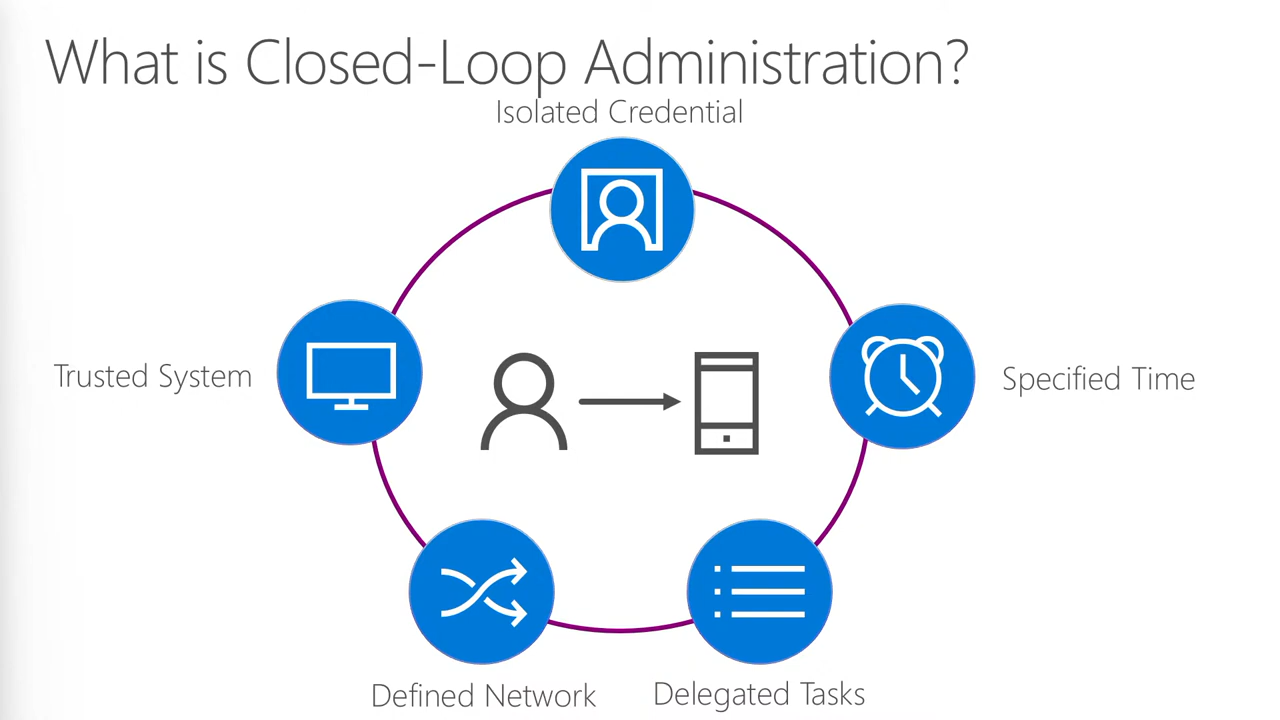 What is Closed-Loop Administration?
Isolated Credential
Trusted System
Specified Time
Defined Network
Delegated Tasks